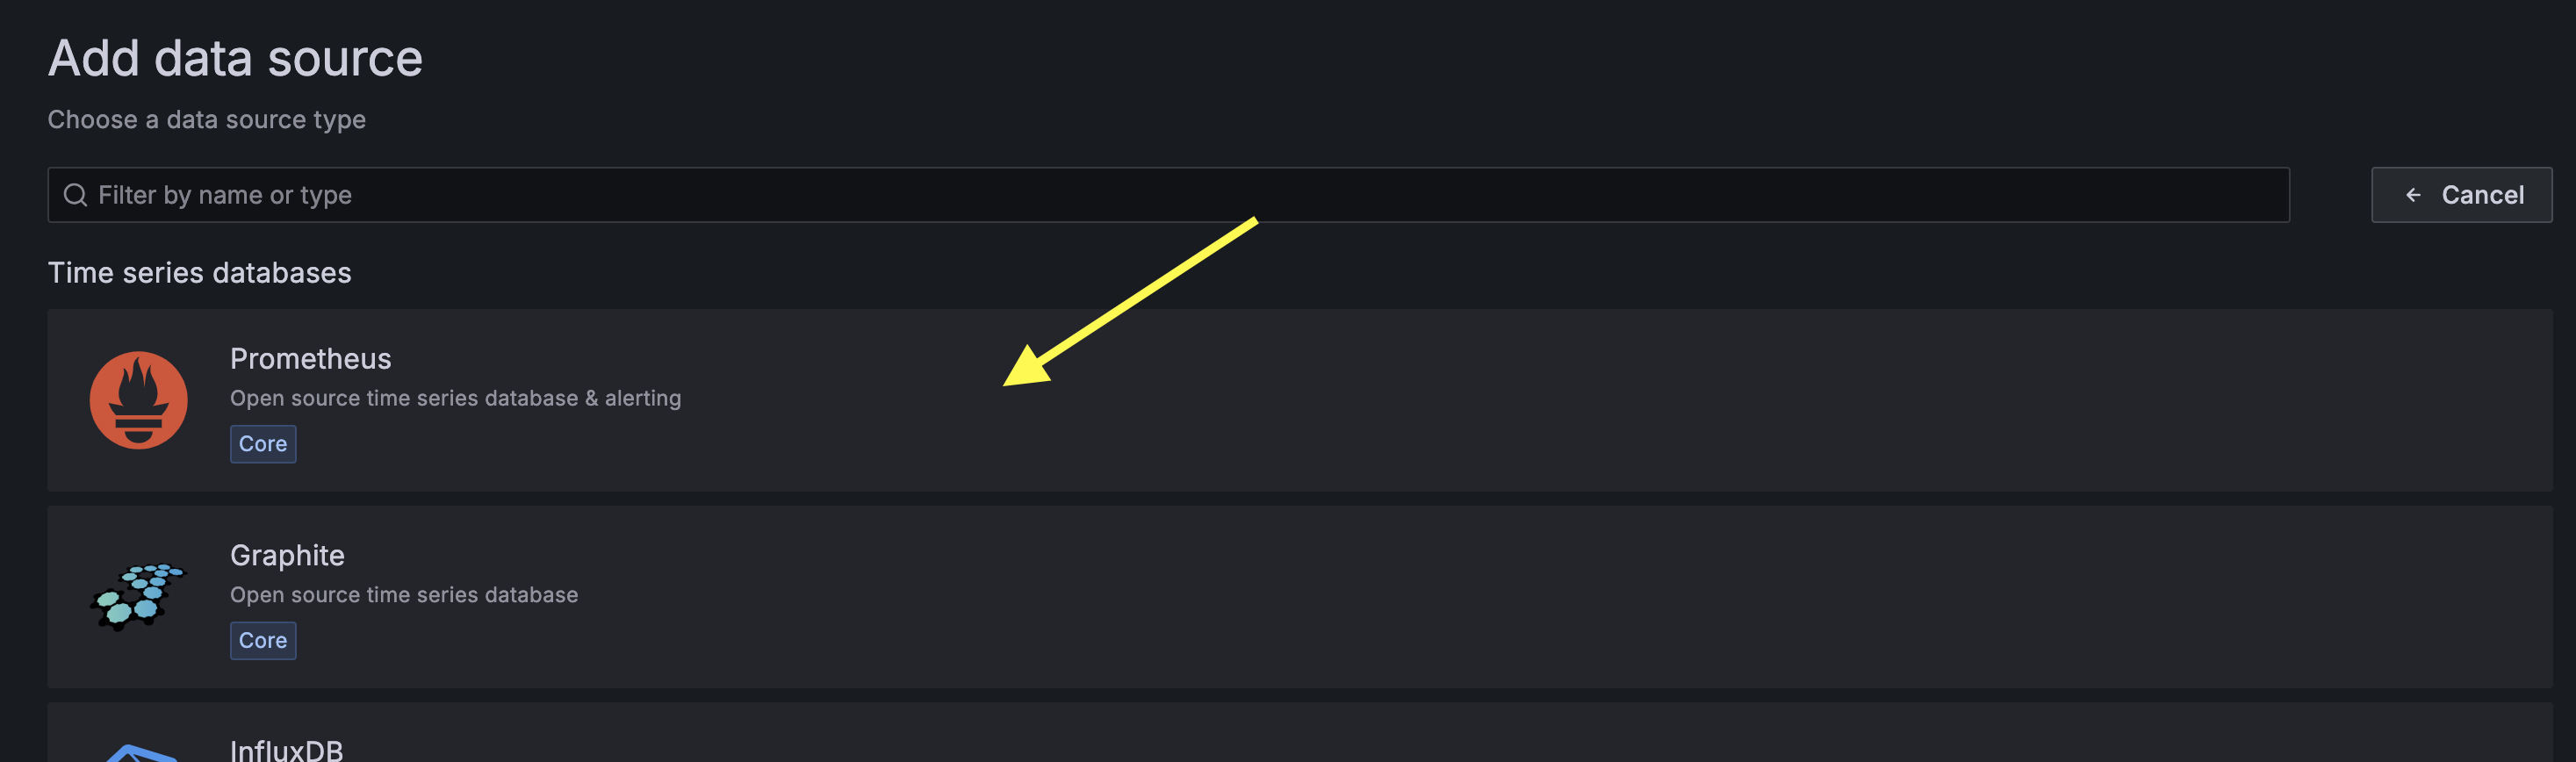 Add data source
Choose a data source type
Filter by name or type
Cancel
Time series databases
Prometheus
Open source time series database & alerting
Core
Graphite
Open source time series database
Core
InfluxDB